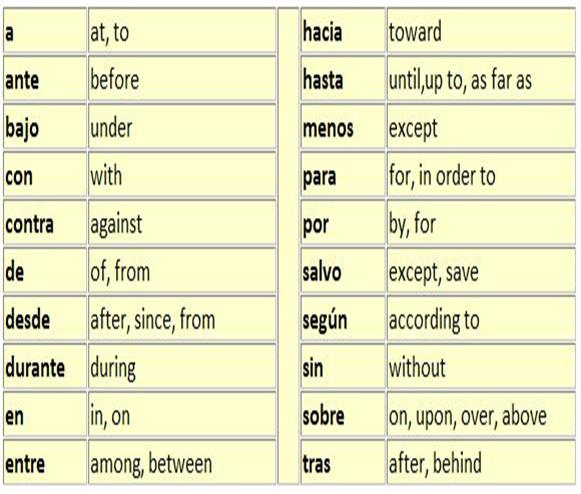 a at, to hacia toward
ante before hasta until,up to, as far as
bajo under menos except
con with para for, in order to
contra against por by, for
de of, from salvo except, save
desde after, since, from según according to
durante during sin without
en in, on sobre on, upon, over, above
entre among, between tras after, behind